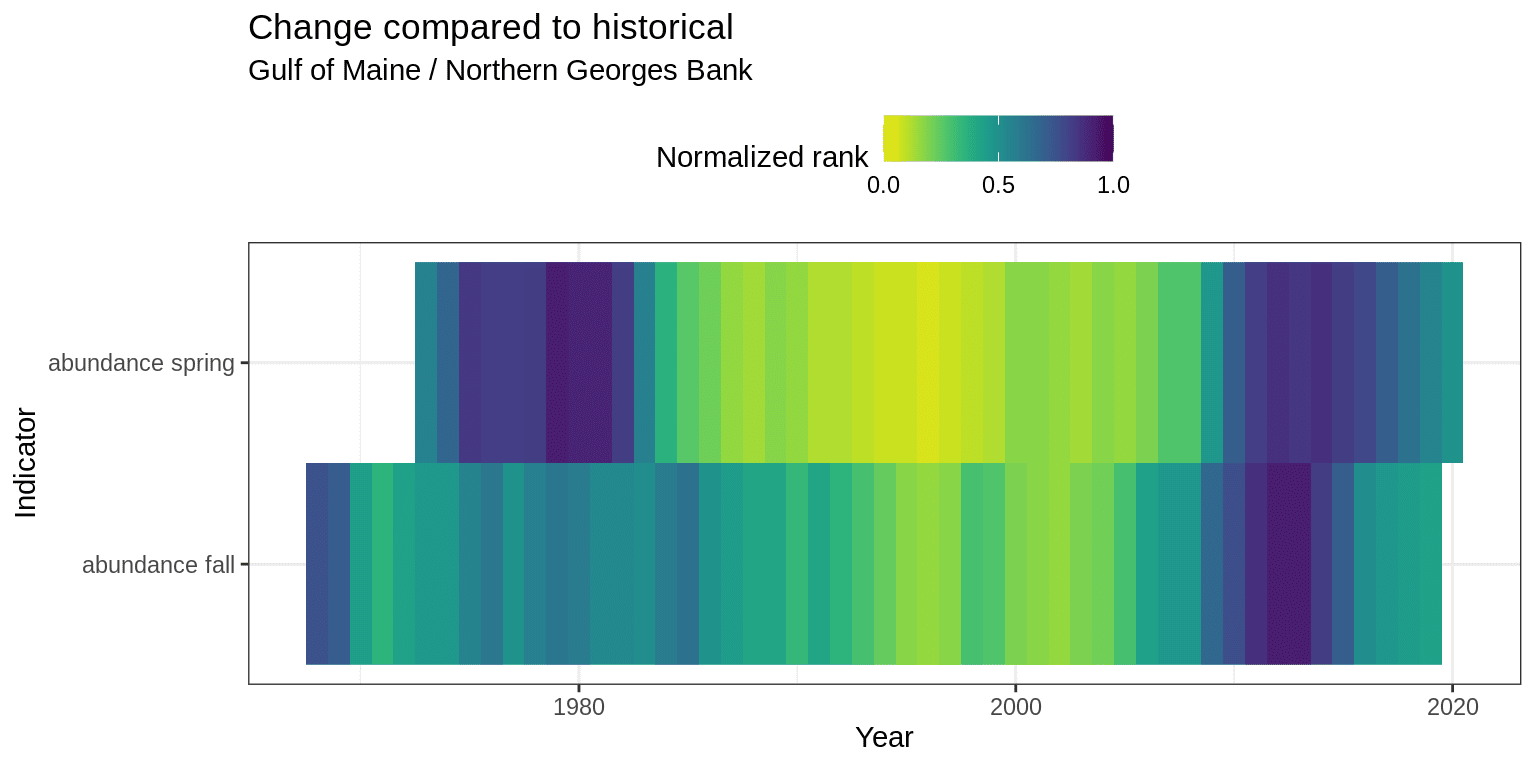 Change compared to historical
Gulf of Maine / Northern Georges Bank
Normalized rank
0.0 0.5 1.0
Indicator
abundance spring
abundance fall
1980 2000 2020
Year